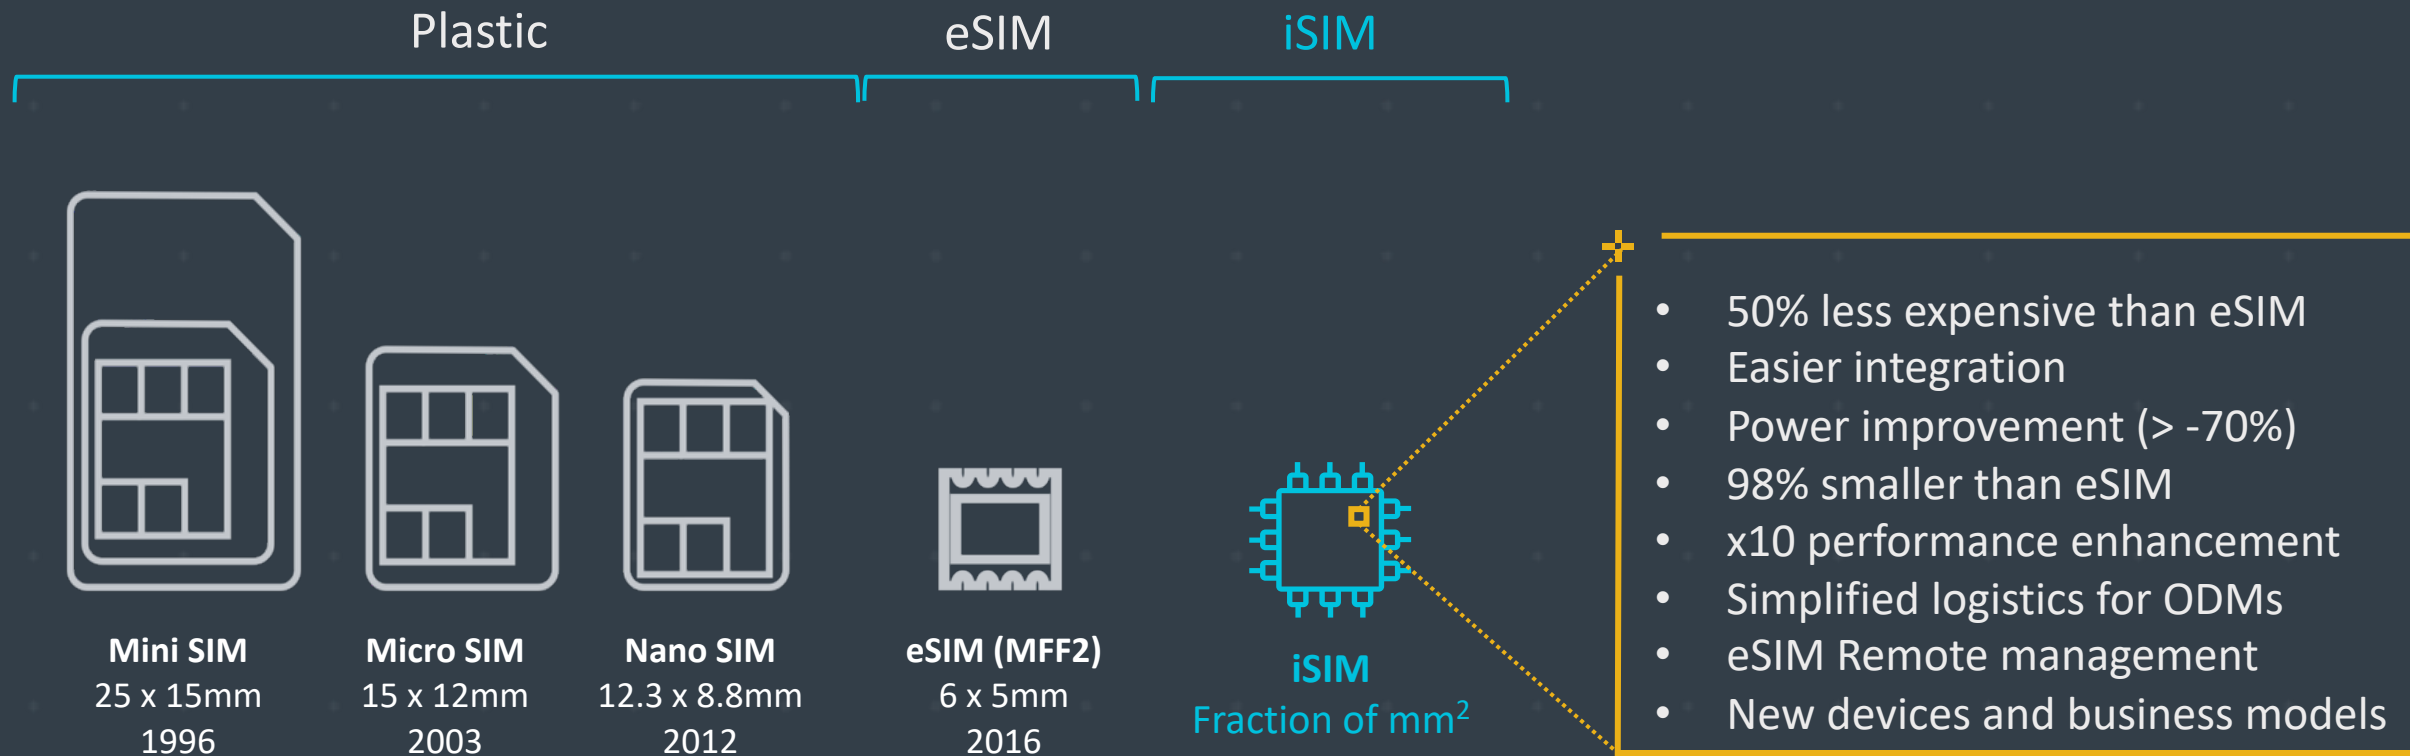 Plastic
eSIM
iSIM
Mini SIM
25 x 15mm
1996
Micro SIM
15 x 12mm
2003
Nano SIM
12.3 x 8.8mm
2012
eSIM (MFF2)
6 x 5mm
2016
iSIM
Fraction of mm²
• 50% less expensive than eSIM
• Easier integration
• Power improvement (> -70%)
• 98% smaller than eSIM
• x10 performance enhancement
• Simplified logistics for ODMs
• eSIM Remote management
• New devices and business models